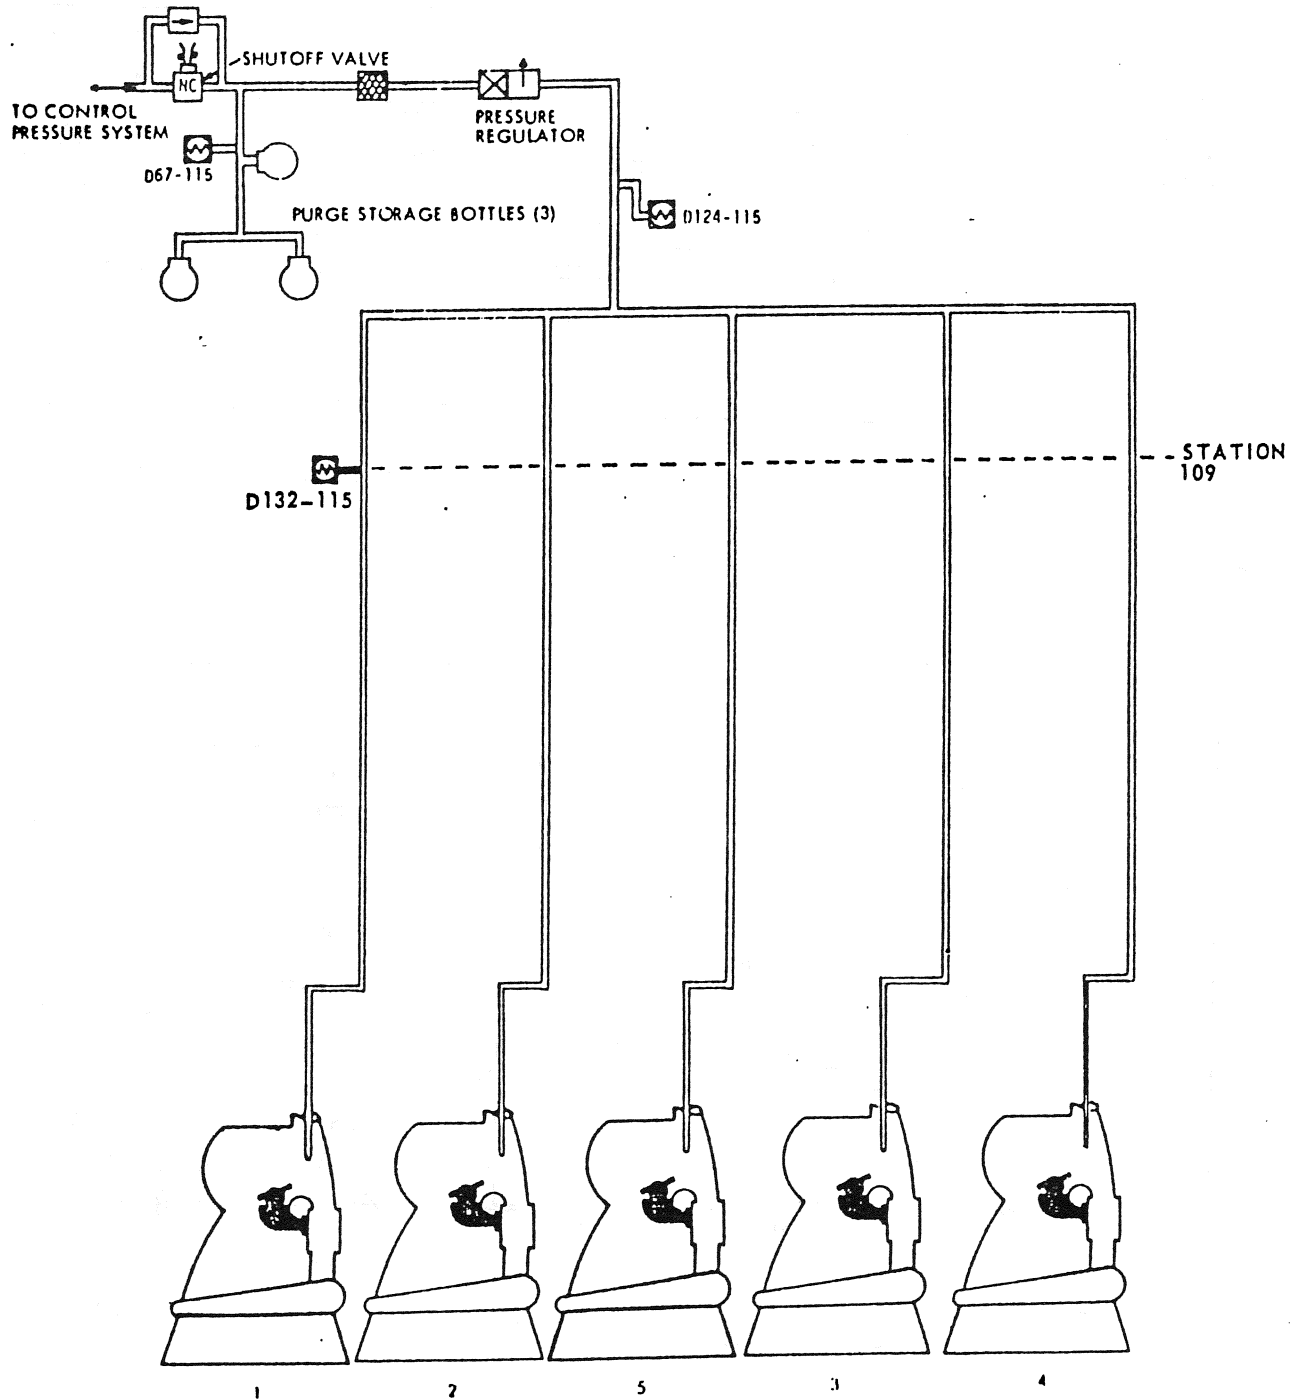 SHUTOFF VALVE
NC
TO CONTROL
PRESSURE SYSTEM
PRESSURE
REGULATOR
D67-115
PURGE STORAGE BOTTLES (3)
D124-115
STATION
109
D132-115
1 2 5 3 4